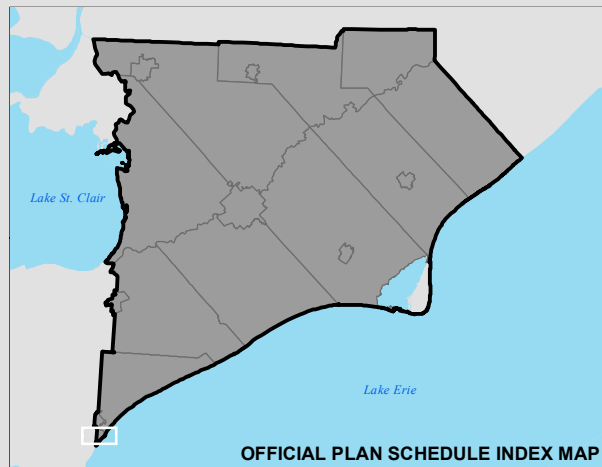 Lake St. Clair
Lake Erie
OFFICIAL PLAN SCHEDULE INDEX MAP